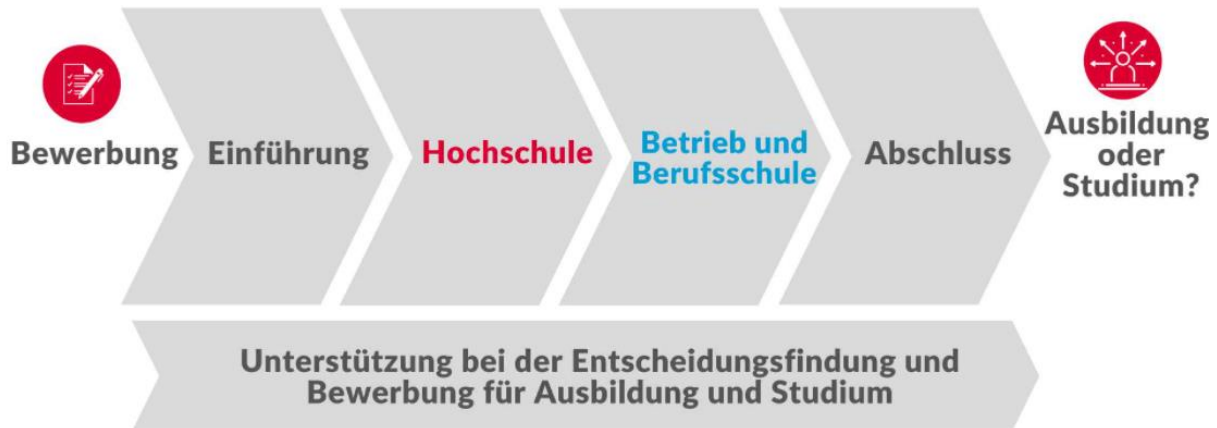 Bewerbung
Einführung
Hochschule
Betrieb und
Berufsschule
Abschluss
Ausbildung
oder
Studium?
Unterstützung bei der Entscheidungsfindung und
Bewerbung für Ausbildung und Studium